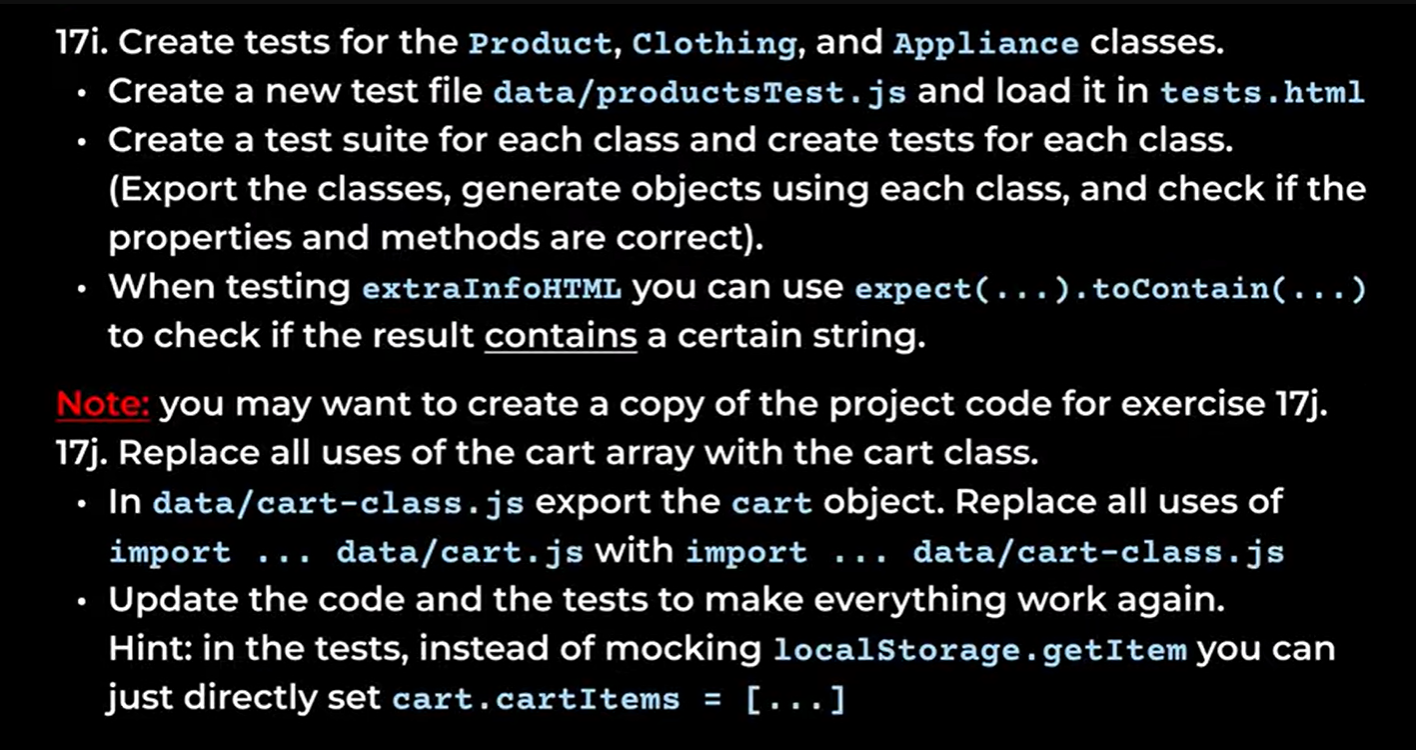 17i. Create tests for the Product, Clothing, and Appliance classes.
• Create a new test file data/productsTest.js and load it in tests.html
• Create a test suite for each class and create tests for each class.
(Export the classes, generate objects using each class, and check if the
properties and methods are correct).
• When testing extraInfoHTML you can use expect(...).toContain(...)
to check if the result contains a certain string.
Note: you may want to create a copy of the project code for exercise 17j.
17j. Replace all uses of the cart array with the cart class.
• In data/cart-class.js export the cart object. Replace all uses of
import ... data/cart.js with import ... data/cart-class.js
• Update the code and the tests to make everything work again.
Hint: in the tests, instead of mocking localStorage.getItem you can
just directly set cart.cartItems = [...]